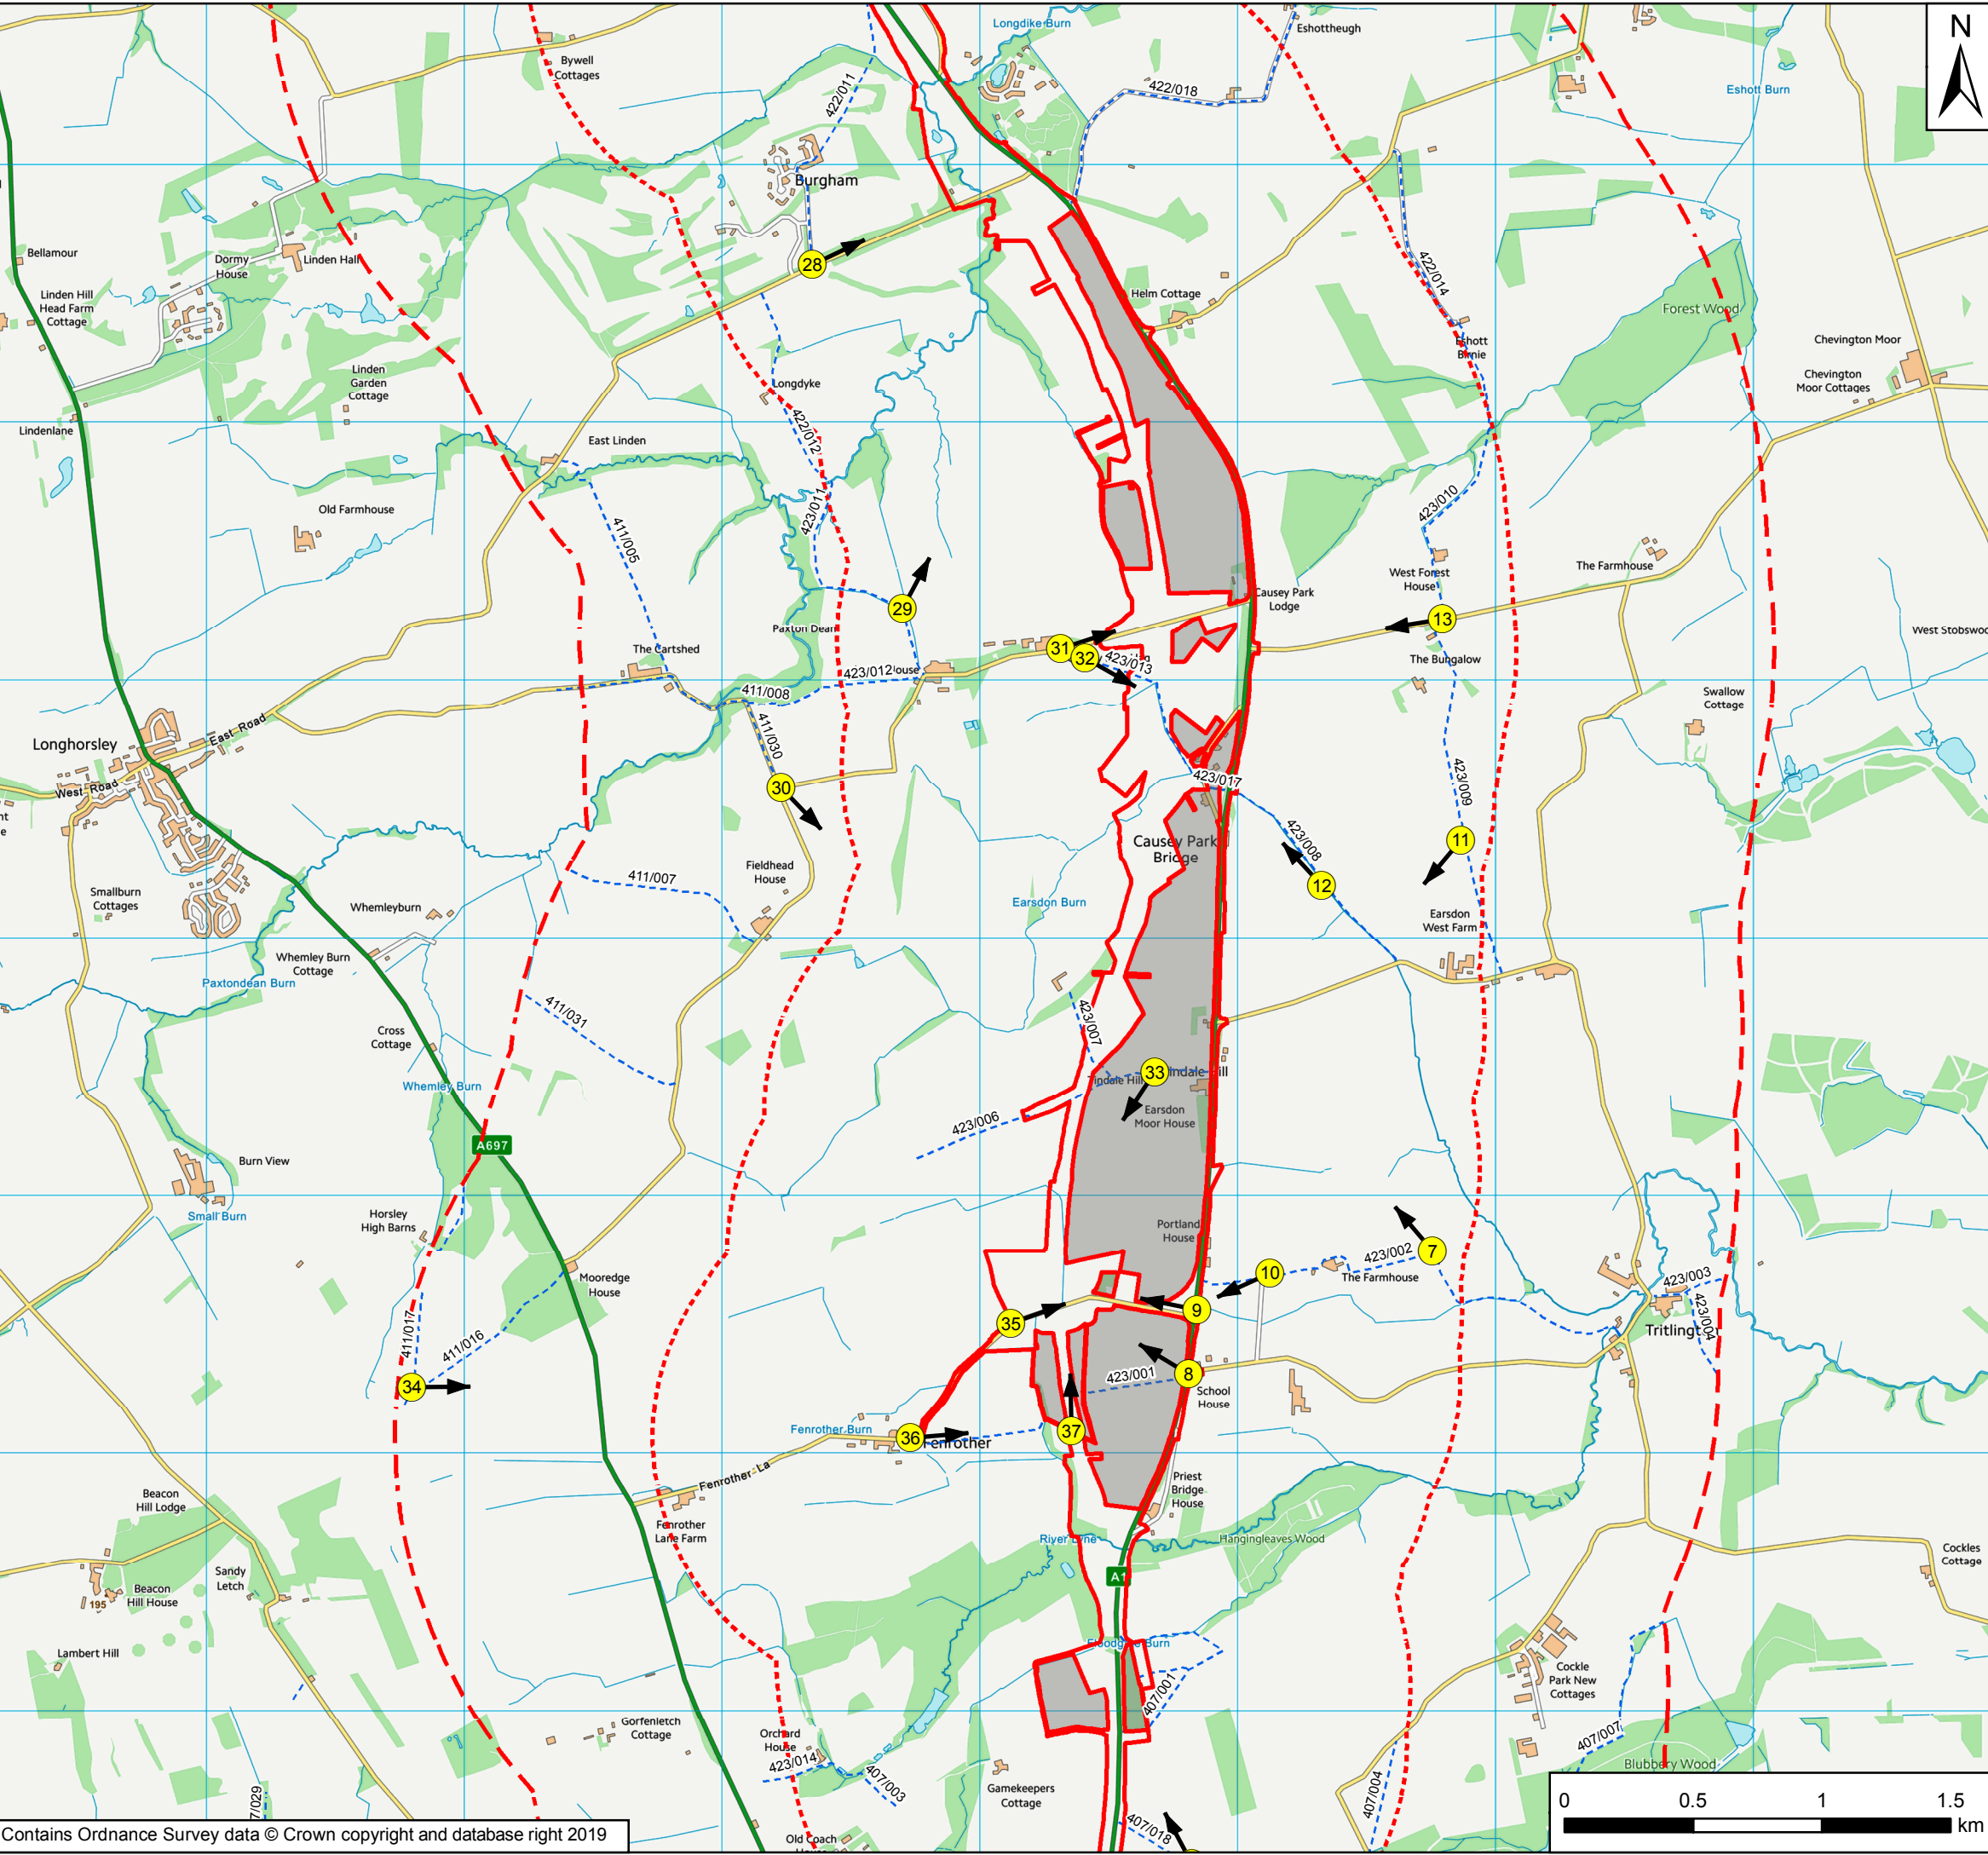 Longdike Burn
Eshottheugh
N
Bywell
Cottages
422/011
422/018
Eshott Burn
Burgham
Bellamour
Dormy
House
Linden Hall
28
422/014
Linden Hill
Head Farm
Cottage
Helm Cottage
Forest Wood
Eshott
Birnie
Chevington Moor
Linden
Garden
Cottage
Longdyke
Chevington
Moor Cottages
Lindenlane
422/012
East Linden
423/010
Old Farmhouse
423/011
411/005
West Forest
House
The Farmhouse
Causey Park
Lodge
29
13
Paxton Dean
West Stobswoo
31
32
423/013
The Cartshed
423/012
ouse
The Bungalow
411/008
Swallow
Cottage
East Road
Longhorsley
411/030
West Road
423/017
30
423/009
423/008
11
Causey Park
Bridge
Fieldhead
House
12
411/007
Smallburn
Cottages
Whemleyburn
Earsdon Burn
Earsdon
West Farm
Whemley Burn
Cottage
Paxtondean Burn
411/031
423/007
Cross
Cottage
33
Tindale Hill
indale Hill
Whemley Burn
Earsdon
Moor House
423/006
A697
Burn View
Small Burn
Horsley
High Barns
Portland
House
423/002
7
10
The Farmhouse
423/003
Mooredge
House
9
35
423/004
Tritlington
411/017
411/016
34
8
423/001
School
House
Fenrother Burn
36
Fenrother
37
Fenrother La
Priest
Bridge
House
Beacon
Hill Lodge
Fenrother
Lane Farm
River Lyne
Hangingleaves Wood
Cockles
Cottage
A1
Sandy
Letch
Beacon
Hill House
195
Floodgate Burn
Lambert Hill
407/001
Cockle
Park New
Cottages
Gorfenletch
Cottage
Orchard
House
407/007
423/014
Blubbery Wood
407/003
Gamekeepers
Cottage
407/004
7/029
0 0.5 1 1.5
km
407/018
Contains Ordnance Survey data © Crown copyright and database right 2019
Old Coach